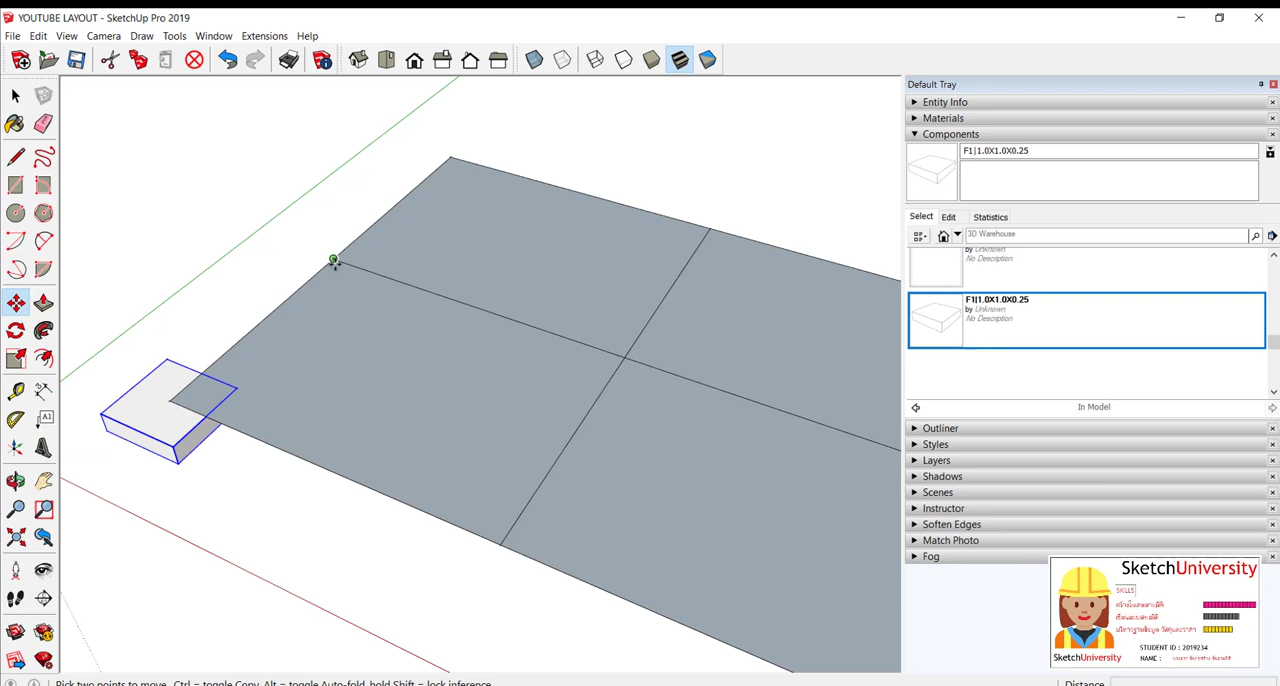 YOUTUBE LAYOUT - SketchUp Pro 2019
File Edit View Camera Draw Tools Window Extensions Help
Default Tray
Entity Info
Materials
Components
F1|1.0X1.0X0.25
Select Edit Statistics
3D Warehouse
by Unknown
No Description
F1|1.0X1.0X0.25
by Unknown
No Description
In Model
Outliner
Styles
Layers
Shadows
Scenes
Instructor
Soften Edges
Match Photo
Fog
A1
SketchUniversity
SKILLS
STUDENT ID : 2019234
SketchUniversity
NAME :
Pick two points to move. Ctrl = toggle Copy, Alt = toggle Auto-fold, hold Shift = lock inference.
Distance